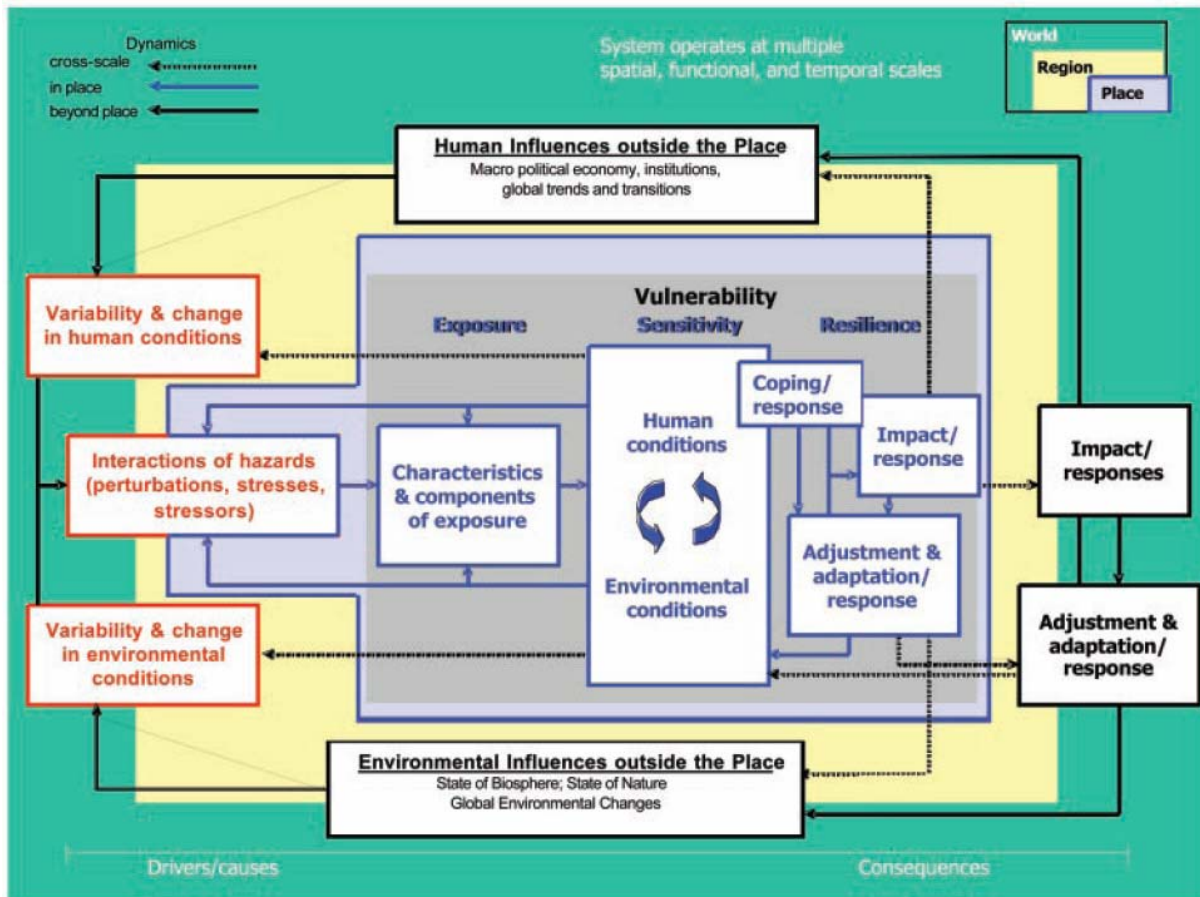 Dynamics
cross-scale
in place
beyond place
System operates at multiple
spatial, functional, and temporal scales
World
Region
Place
Human Influences outside the Place
Macro political economy, institutions,
global trends and transitions
Variability & change
in human conditions
Vulnerability
Exposure
Sensitivity
Resilience
Coping/
response
Human
conditions
Impact/
response
Impact/
responses
Interactions of hazards
(perturbations, stresses,
stressors)
Characteristics
& components
of exposure
Environmental
conditions
Adjustment &
adaptation/
response
Adjustment &
adaptation/
response
Variability & change
in environmental
conditions
Environmental Influences outside the Place
State of Biosphere; State of Nature
Global Environmental Changes
Drivers/causes
Consequences